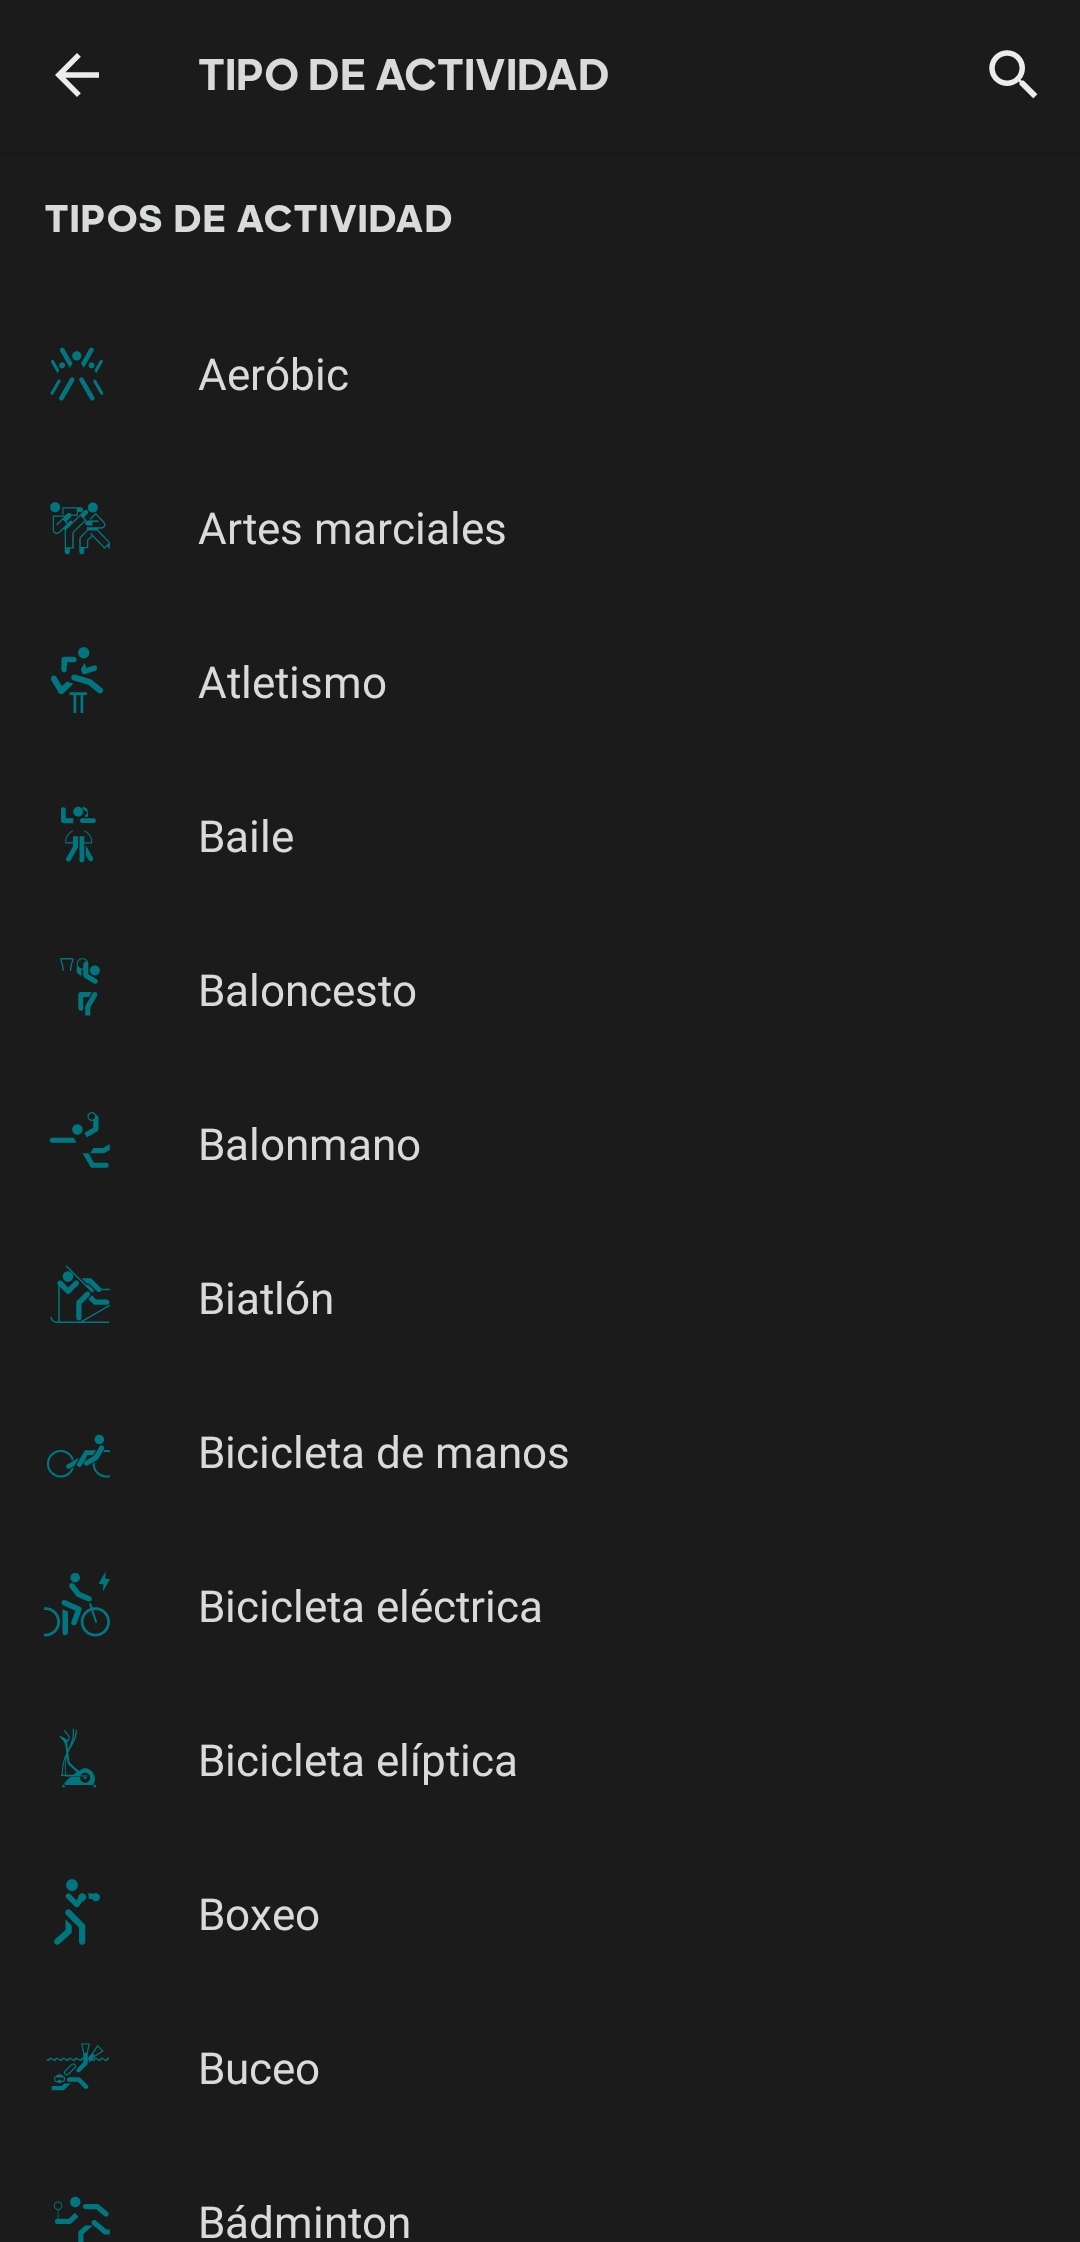 TIPO DE ACTIVIDAD
TIPOS DE ACTIVIDAD
Aeróbic
Artes marciales
Atletismo
Baile
Baloncesto
Balonmano
Biatlón
Bicicleta de manos
Bicicleta eléctrica
Bicicleta elíptica
Boxeo
Buceo
Bádminton